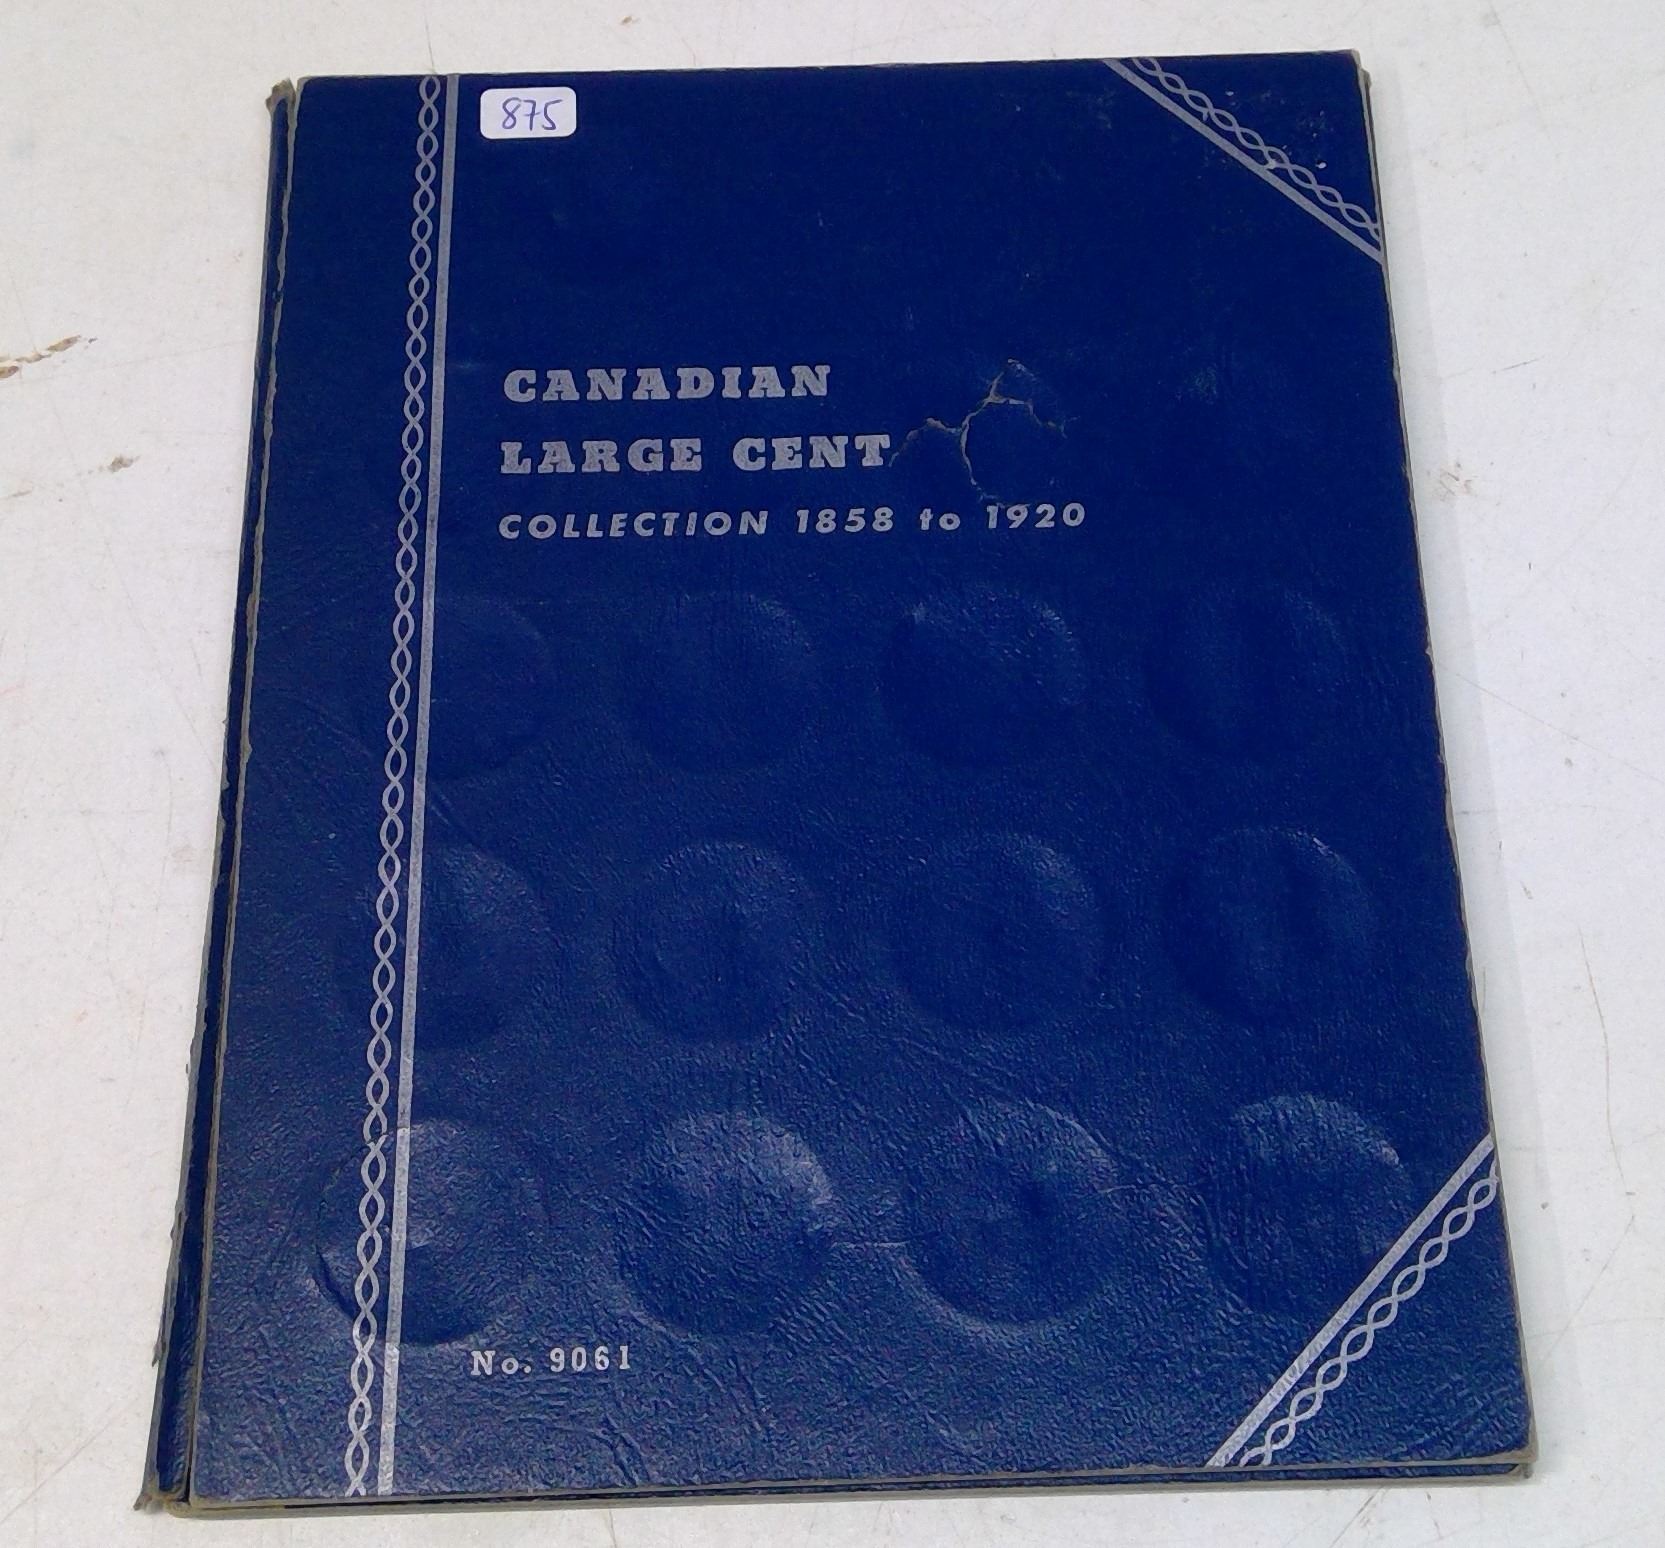 875
CANADIAN
LARGE CENT
COLLECTION 1858 to 1920
No. 9061